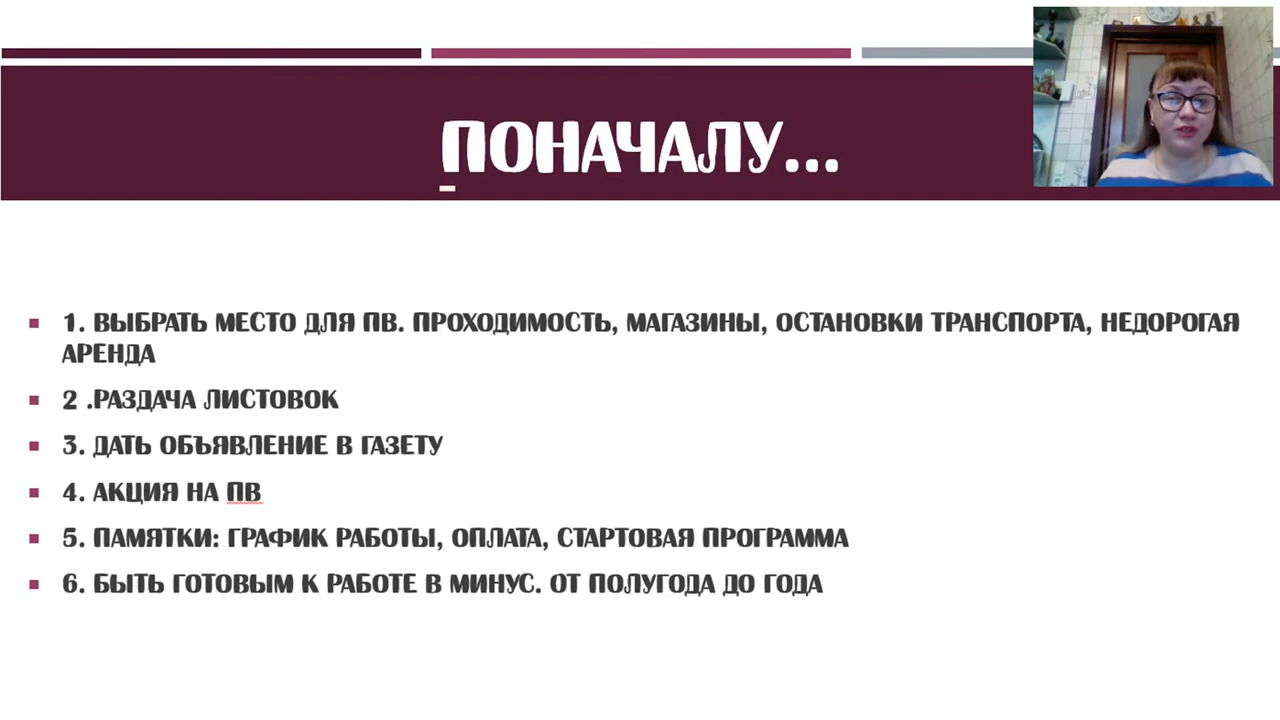 ПОНАЧАЛУ...
1. ВЫБРАТЬ МЕСТО ДЛЯ ПВ. ПРОХОДИМОСТЬ, МАГАЗИНЫ, ОСТАНОВКИ ТРАНСПОРТА, НЕДОРОГАЯ
АРЕНДА
2 .РАЗДАЧА ЛИСТОВОК
3. ДАТЬ ОБЪЯВЛЕНИЕ В ГАЗЕТУ
4. АКЦИЯ НА ПВ
5. ПАМЯТКИ: ГРАФИК РАБОТЫ, ОПЛАТА, СТАРТОВАЯ ПРОГРАММА
6. БЫТЬ ГОТОВЫМ К РАБОТЕ В МИНУС. ОТ ПОЛУГОДА ДО ГОДА